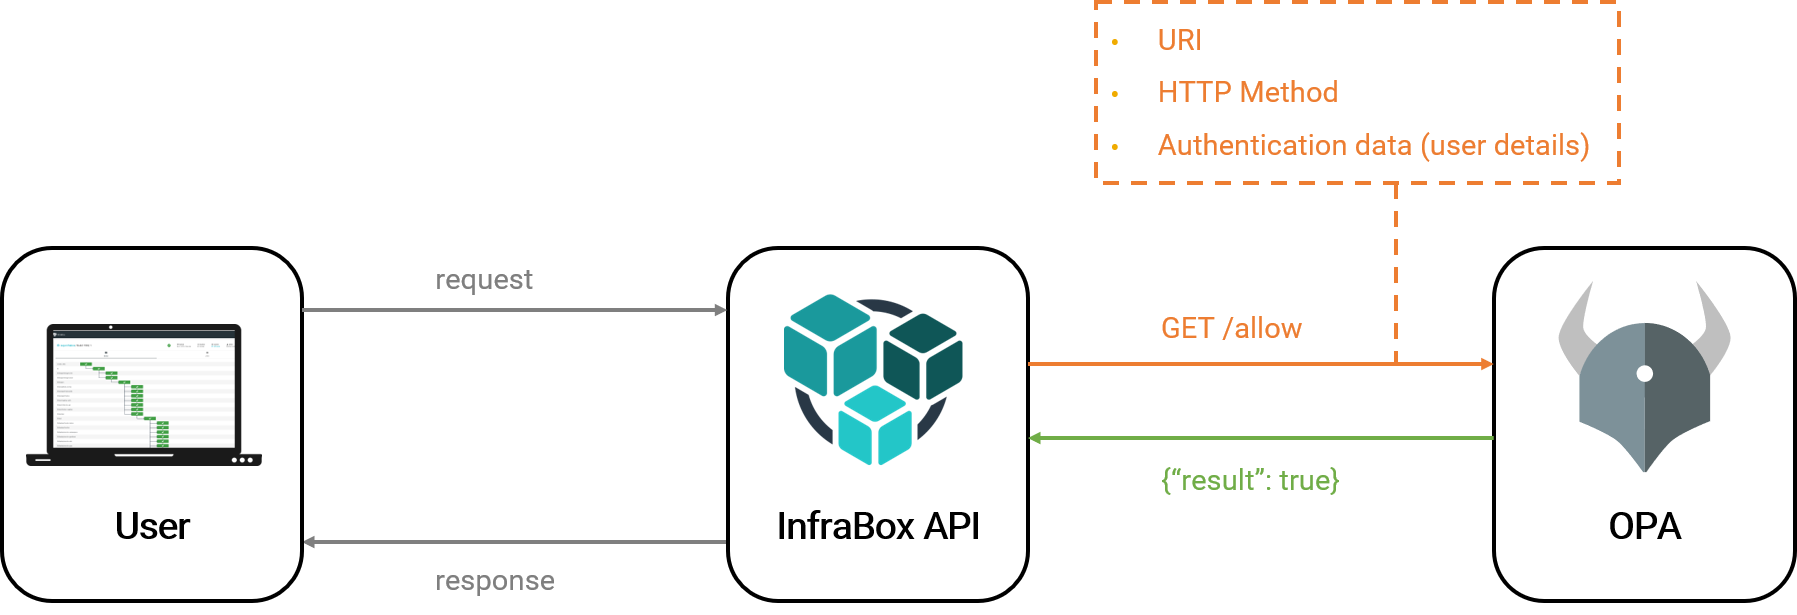 • URI
• HTTP Method
• Authentication data (user details)
request
GET /allow
{“result”: true}
User
InfraBox API
OPA
response